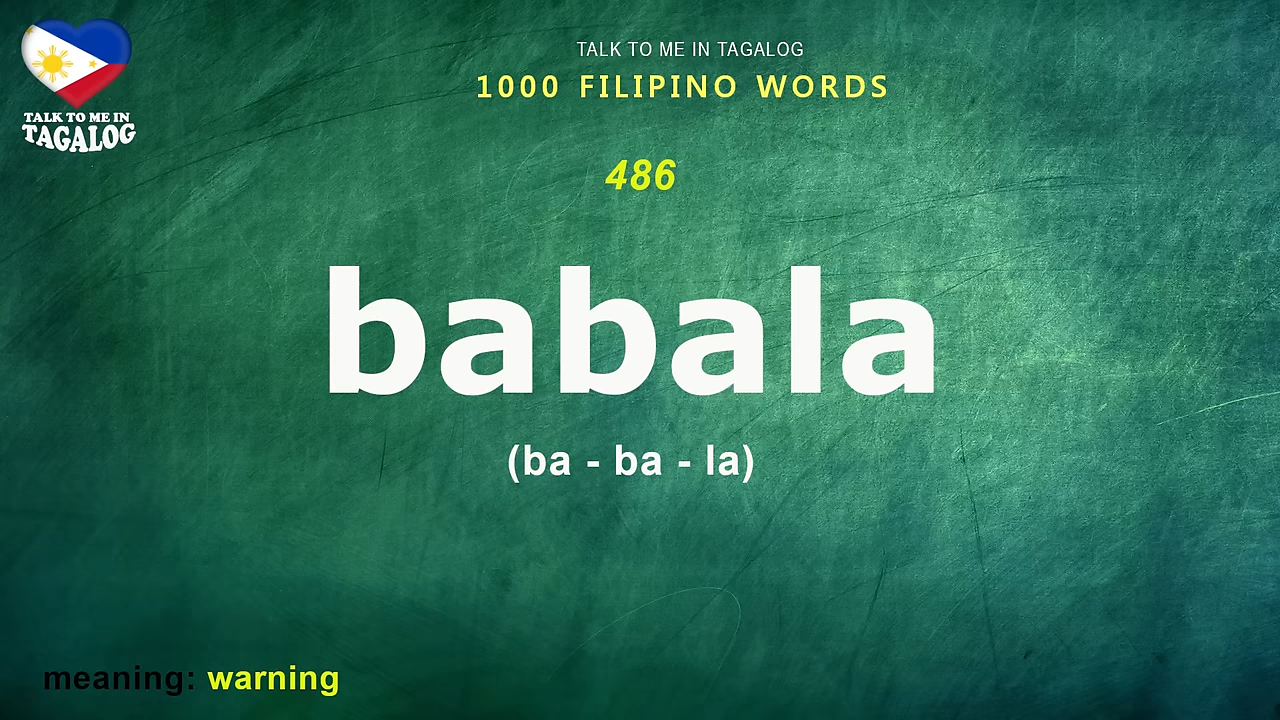 TALK TO ME IN TAGALOG
1000 FILIPINO WORDS
TALK TO ME IN
TAGALOG
486
babala
(ba - ba - la)
meaning: warning